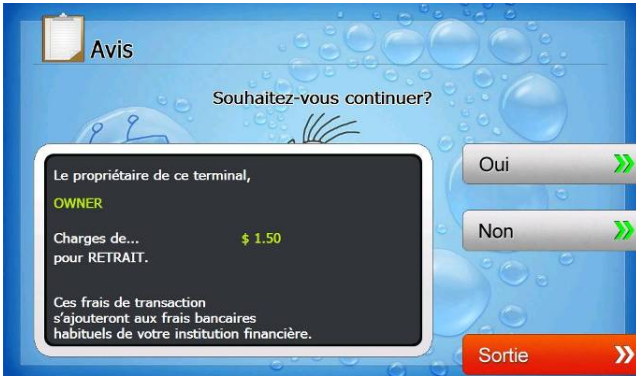 Avis
Souhaitez-vous continuer?
Le propriétaire de ce terminal,
OWNER
Charges de... $ 1.50
pour RETRAIT.
Ces frais de transaction
s'ajouteront aux frais bancaires
habituels de votre institution financière.
Oui
Non
Sortie